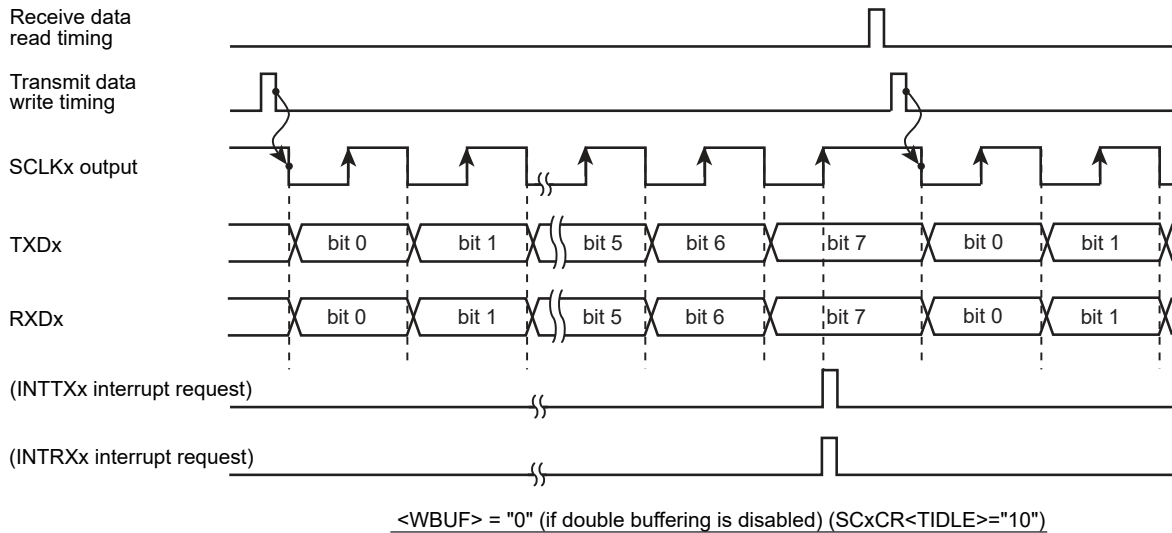 Receive data
read timing
Transmit data
write timing
SCLKx output
TXDx bit 0 bit 1 bit 5 bit 6 bit 7 bit 0 bit 1
RXDx bit 0 bit 1 bit 5 bit 6 bit 7 bit 0 bit 1
(INTTXx interrupt request)
(INTRXx interrupt request)
<WBUF> = "0" (if double buffering is disabled) (SCxCR<TIDLE>="10")